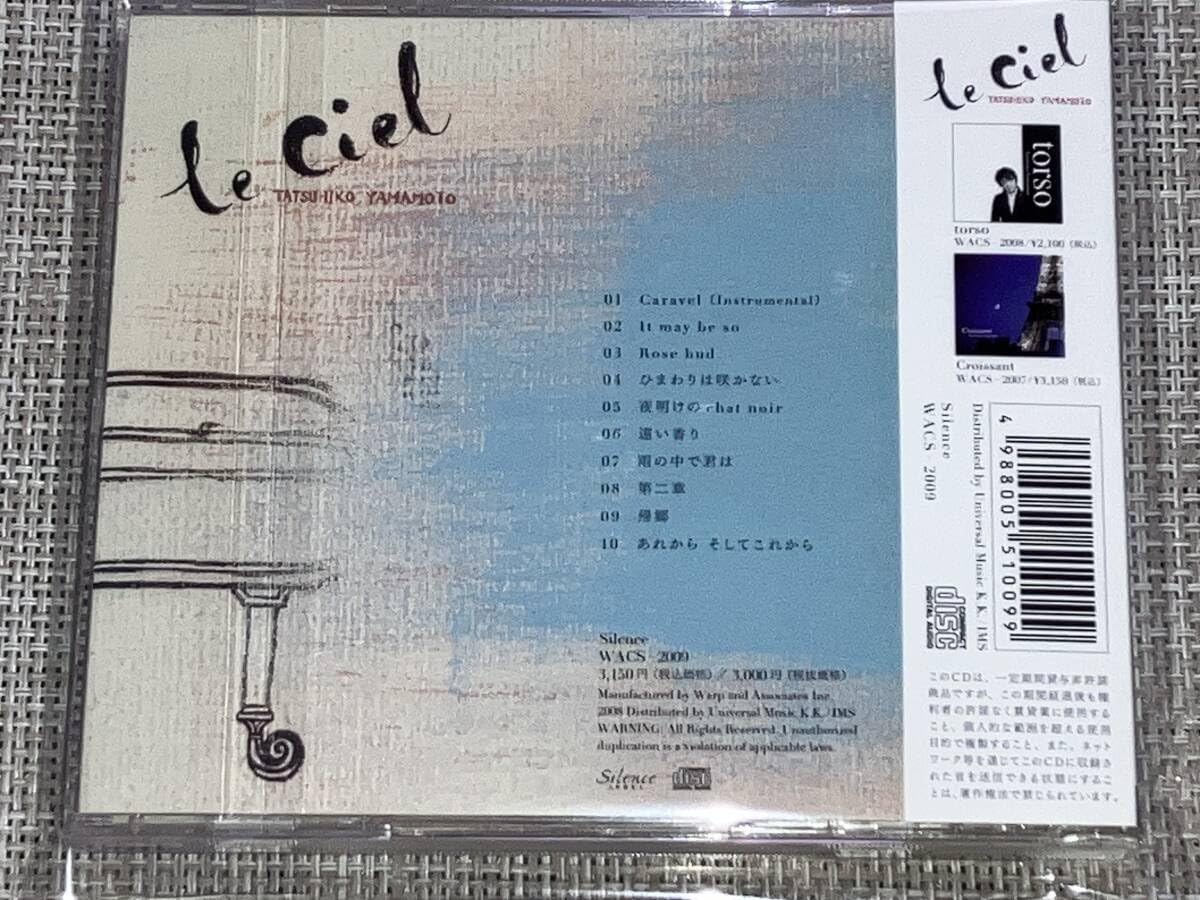 le Ciel
TATSUHIKO YAMAMOTO
01 Caravel (Instrumental)
02 It may be so
03 Rose bud
04 ひまわりは咲かない
05 夜明けの chat noir
06 遠い香り
07 雨の中で君は
08 第二章
09 帰郷
10 あれから そしてこれから
Silence
WACS-2009
3,150円 (税込価格) / 3,000円 (税抜価格)
Manufactured by Warp and Associates Inc.
2008 Distributed by Universal Music K.K./IMS
WARNING: All Rights Reserved. Unauthorized
duplication is a violation of applicable laws.
Silence
LABEL
disc
le Ciel
TATSUHIKO YAMAMOTO
torso
torso
WACS-2008/¥2,100 (税込)
Croissant
Croissant
WACS-2007/¥3,150 (税込)
Silence
WACS 2009
Distributed by Universal Music K.K./IMS
4 988005 510099
COMPACT
disc
DIGITAL AUDIO
このCDは、一定期間貸与非許諾
商品ですが、この期間経過後も権
利者の許諾なく賃貸業に使用する
こと、個人的な範囲を超える使用
目的で複製すること、また、ネット
ワーク等を通じてこのCDに収録さ
れた音を送信できる状態にするこ
とは、著作権法で禁じられています。